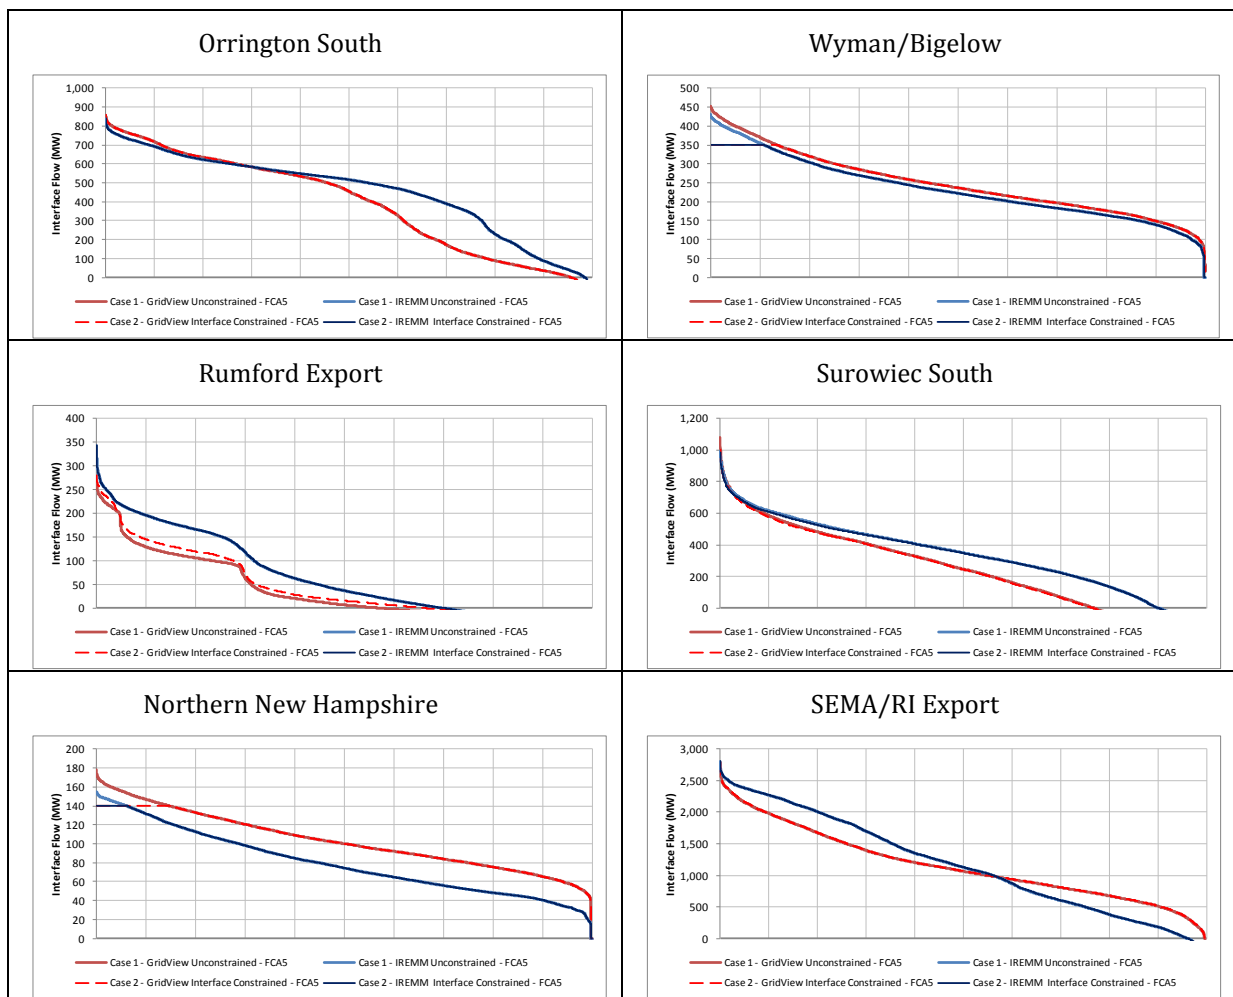 Orrington South
1,000
900
800
700
600
500
400
300
200
100
0
Interface Flow (MW)
Case 1 - GridView Unconstrained - FCA5
Case 1 - IREMM Unconstrained - FCA5
Case 2 - GridView Interface Constrained - FCA5
Case 2 - IREMM Interface Constrained - FCA5
Wyman/Bigelow
500
450
400
350
300
250
200
150
100
50
0
Interface Flow (MW)
Case 1 - GridView Unconstrained - FCA5
Case 1 - IREMM Unconstrained - FCA5
Case 2 - GridView Interface Constrained - FCA5
Case 2 - IREMM Interface Constrained - FCA5
Rumford Export
400
350
300
250
200
150
100
50
0
Interface Flow (MW)
Case 1 - GridView Unconstrained - FCA5
Case 1 - IREMM Unconstrained - FCA5
Case 2 - GridView Interface Constrained - FCA5
Case 2 - IREMM Interface Constrained - FCA5
Surowiec South
1,200
1,000
800
600
400
200
0
Interface Flow (MW)
Case 1 - GridView Unconstrained - FCA5
Case 1 - IREMM Unconstrained - FCA5
Case 2 - GridView Interface Constrained - FCA5
Case 2 - IREMM Interface Constrained - FCA5
Northern New Hampshire
200
180
160
140
120
100
80
60
40
20
0
Interface Flow (MW)
Case 1 - GridView Unconstrained - FCA5
Case 1 - IREMM Unconstrained - FCA5
Case 2 - GridView Interface Constrained - FCA5
Case 2 - IREMM Interface Constrained - FCA5
SEMA/RI Export
3,000
2,500
2,000
1,500
1,000
500
0
Interface Flow (MW)
Case 1 - GridView Unconstrained - FCA5
Case 1 - IREMM Unconstrained - FCA5
Case 2 - GridView Interface Constrained - FCA5
Case 2 - IREMM Interface Constrained - FCA5